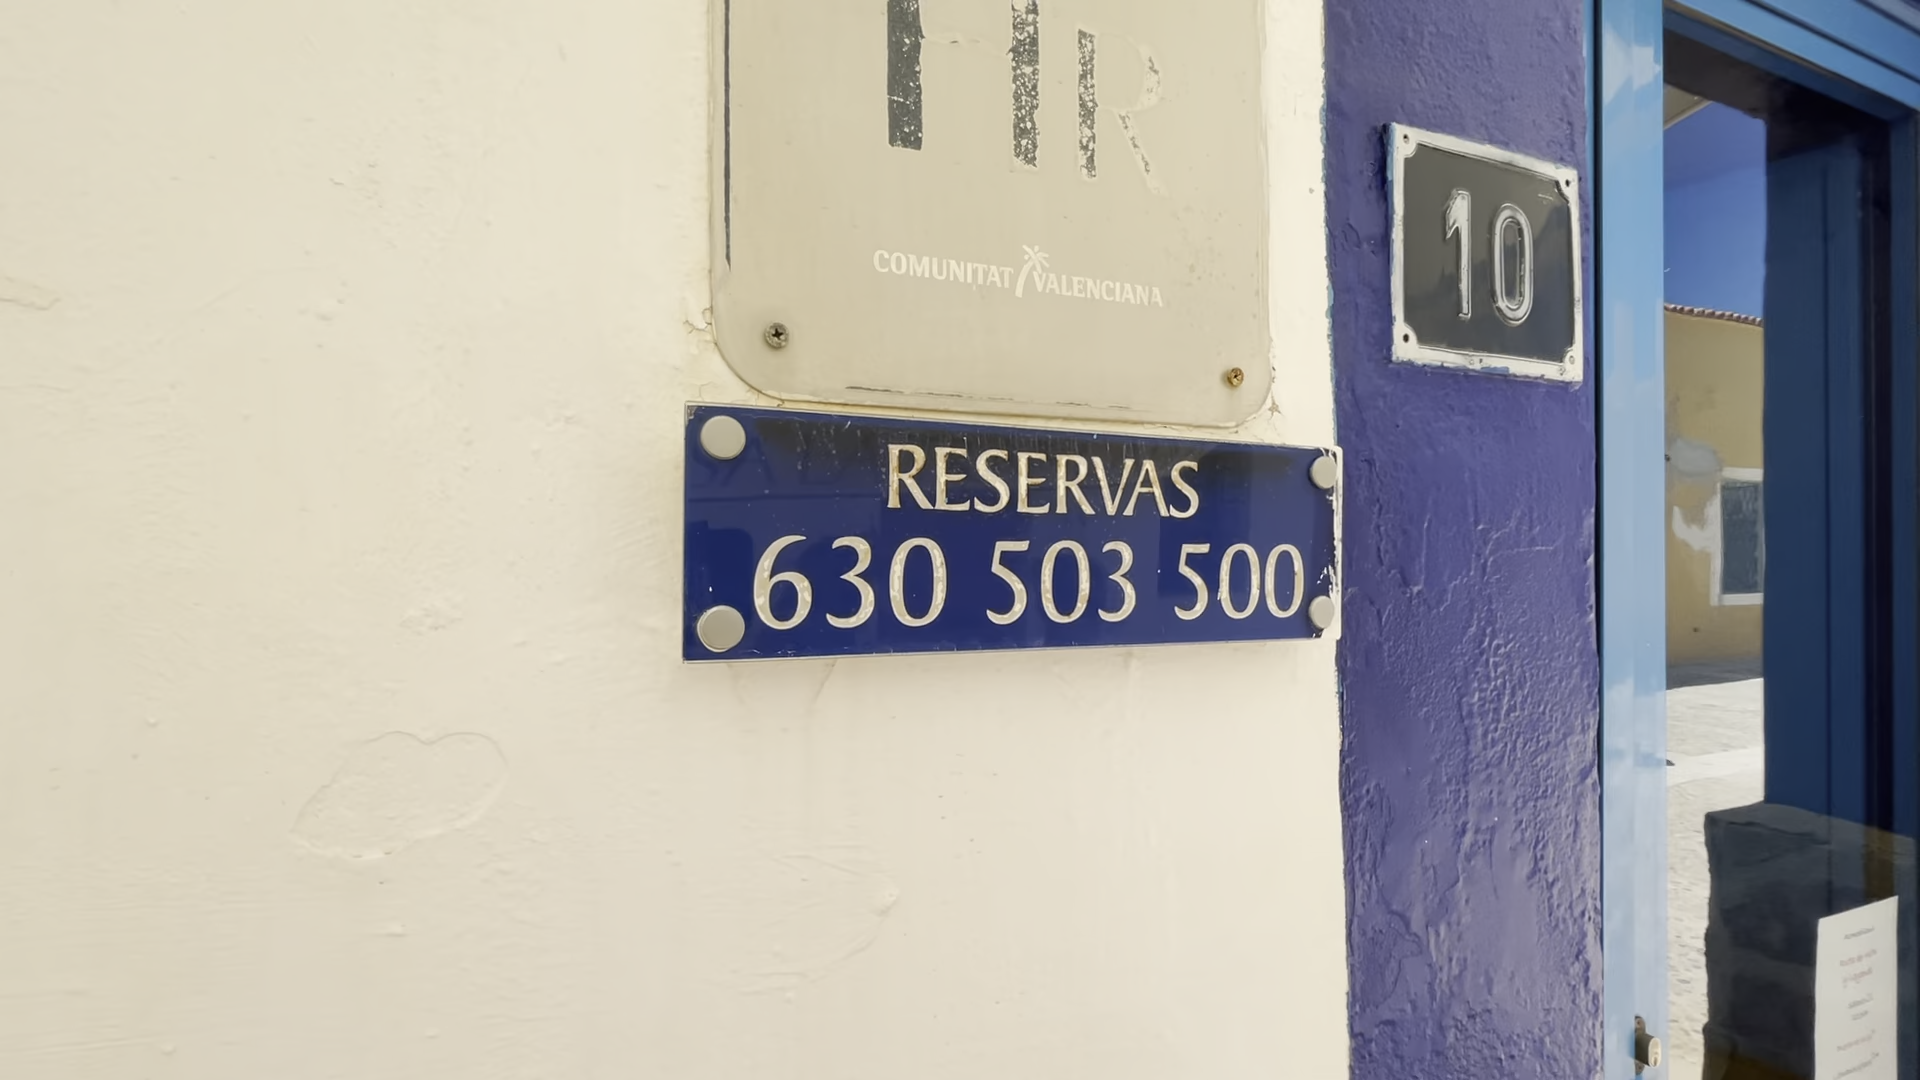 HR
COMUNITAT VALENCIANA
10
RESERVAS
630 503 500